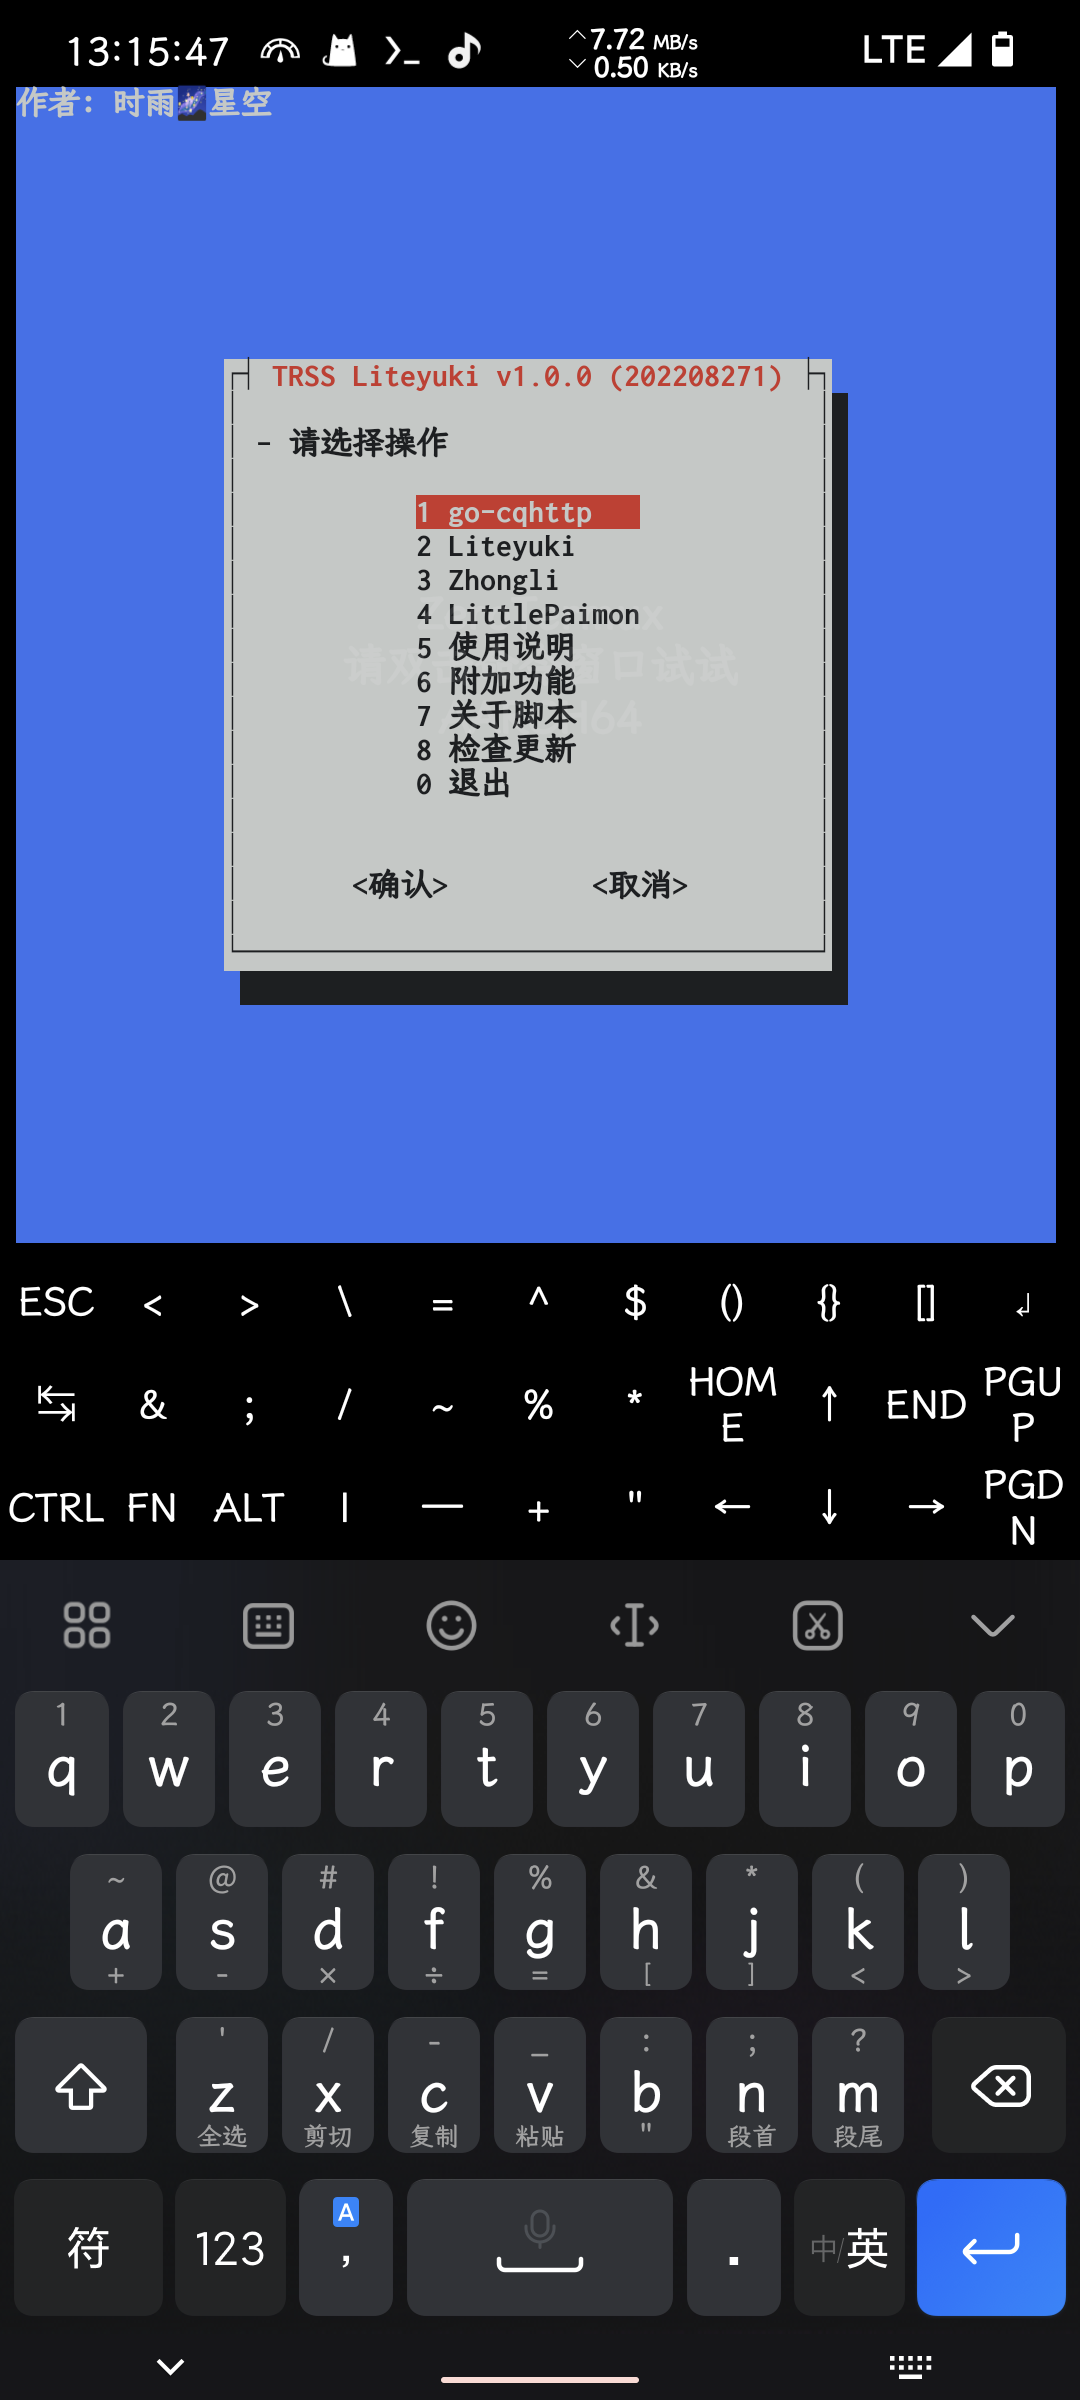 13:15:47
7.72 MB/s
0.50 KB/s
LTE
作者：时雨🌌星空
TRSS Liteyuki v1.0.0 (202208271)
- 请选择操作
1 go-cqhttp
2 Liteyuki
3 Zhongli
4 LittlePaimon
5 使用说明
6 附加功能
7 关于脚本
8 检查更新
0 退出
<确认> <取消>
ESC < > \ = ^ $ () {} [] ↲
↹ & ; / ~ % * HOME ↑ END PGUP
CTRL FN ALT | — + " ← ↓ → PGDN
1 2 3 4 5 6 7 8 9 0
q w e r t y u i o p
~ @ # ! % & * ( )
a s d f g h j k l
+ - × ÷ = [ ] < >
' / - _ : ; ?
z x c v b n m
全选 剪切 复制 粘贴 " 段首 段尾
符 123 A , . 中/英